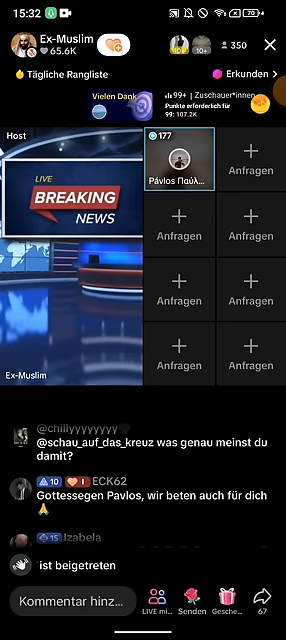 15:32
70
Ex-Muslim
65.6K
10+
350
Tägliche Rangliste
Erkunden
Vielen Dank
99+ | Zuschauer*innen
Punkte erforderlich für
99: 107.2K
Host
LIVE
BREAKING
NEWS
Ex-Muslim
177
Pávlos Παύλ...
Anfragen
Anfragen
Anfragen
Anfragen
Anfragen
Anfragen
Anfragen
@chillyyyyyyyy
@schau_auf_das_kreuz was genau meinst du
damit?
10 1 ECK62
Gottessegen Pavlos, wir beten auch für dich
🙏
15 Izabela
ist beigetreten
Kommentar hinz...
LIVE mi...
Senden
Gesche...
67